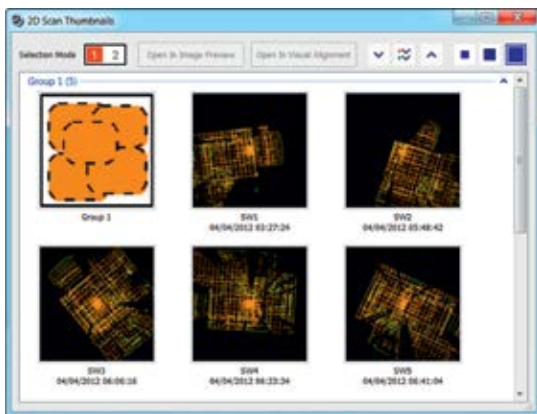 2D Scan Thumbnails
Selection Mode 1 2 Open In Image Preview Open In Visual Alignment
Group 1 (5)
Group 1
SW1
04/04/2012 03:27:24
SW2
04/04/2012 05:48:42
SW3
04/04/2012 06:06:16
SW4
04/04/2012 06:23:34
SW5
04/04/2012 06:41:04